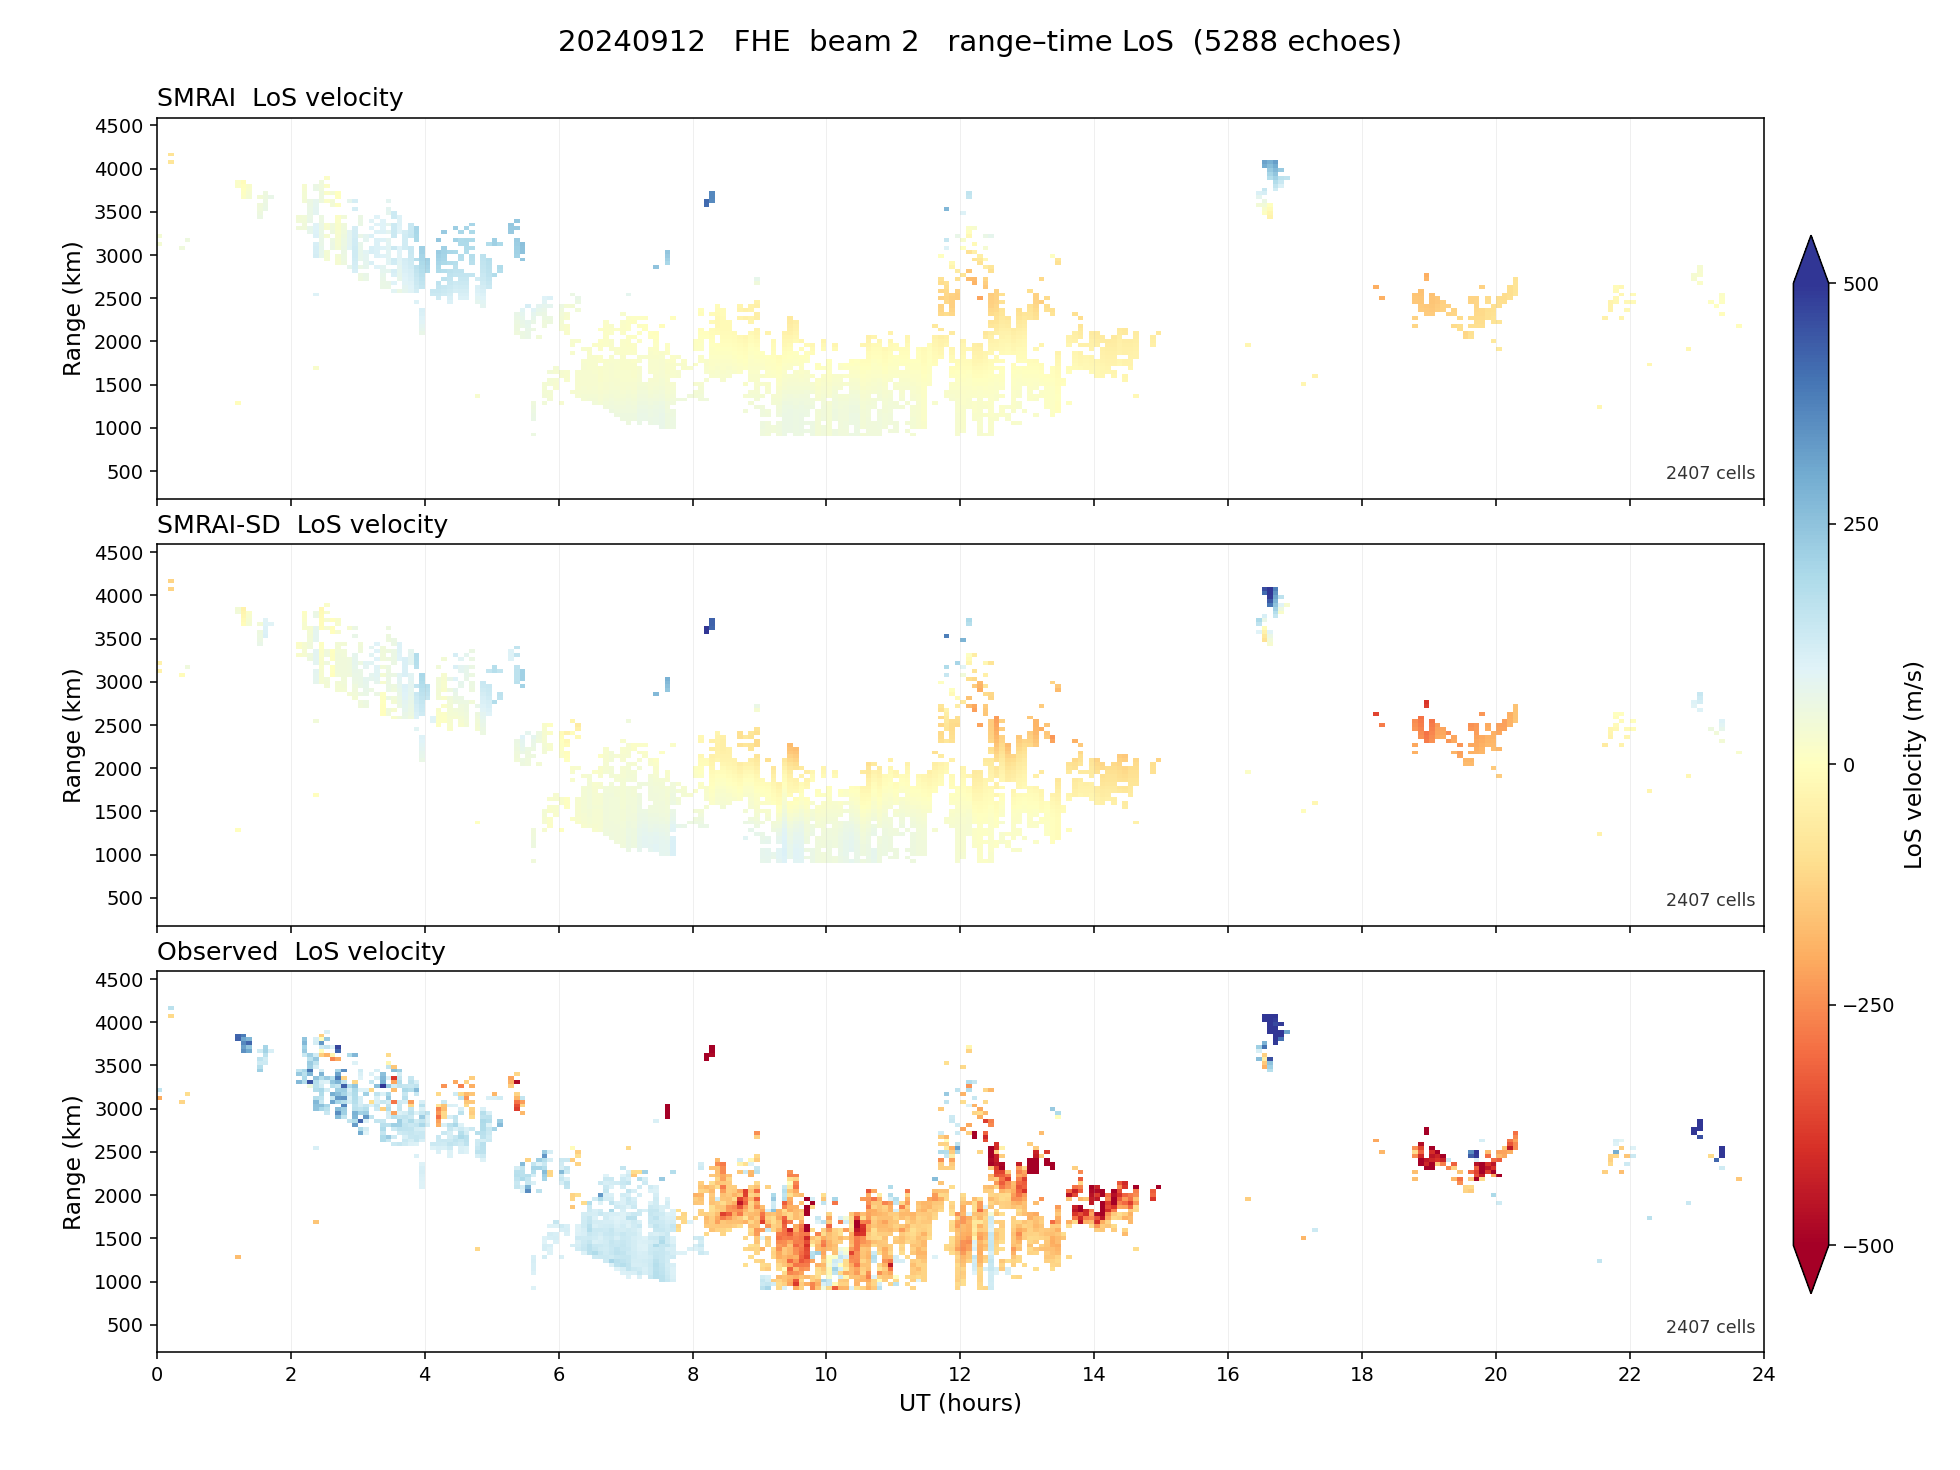 20240912   FHE  beam 2   range–time LoS  (5288 echoes)
SMRAI  LoS velocity
4500
4000
3500
3000
2500
2000
1500
1000
500
Range (km)
2407 cells
SMRAI-SD  LoS velocity
4500
4000
3500
3000
2500
2000
1500
1000
500
Range (km)
2407 cells
Observed  LoS velocity
4500
4000
3500
3000
2500
2000
1500
1000
500
Range (km)
2407 cells
0 2 4 6 8 10 12 14 16 18 20 22 24
UT (hours)
500
250
0
−250
−500
LoS velocity (m/s)